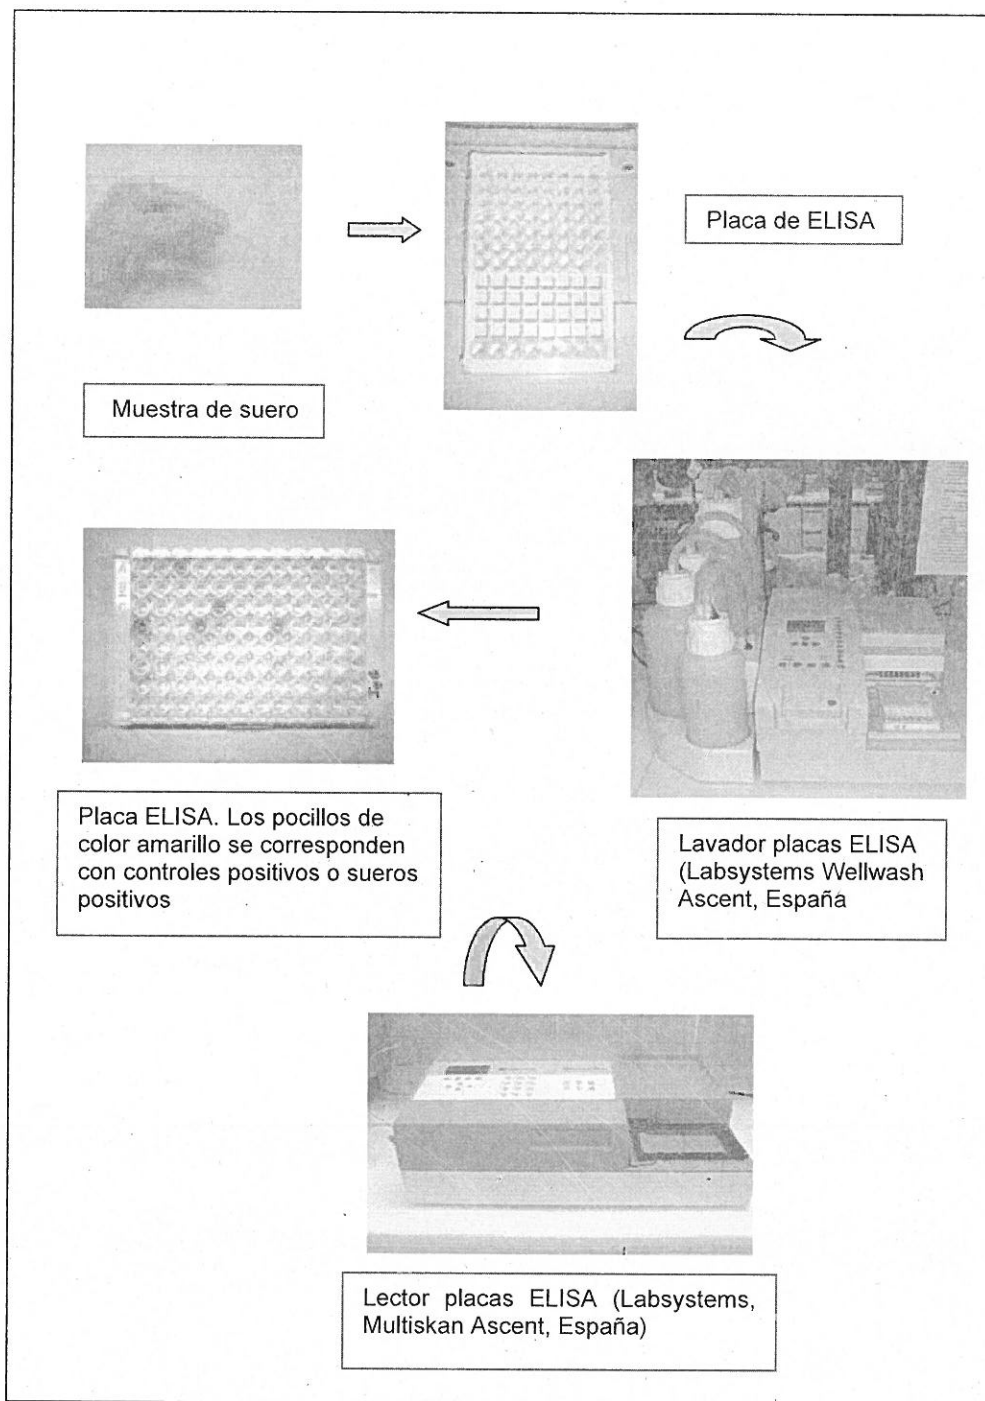 Placa de ELISA
Muestra de suero
Placa ELISA. Los pocillos de
color amarillo se corresponden
con controles positivos o sueros
positivos
Lavador placas ELISA
(Labsystems Wellwash
Ascent, España
Lector placas ELISA (Labsystems,
Multiskan Ascent, España)